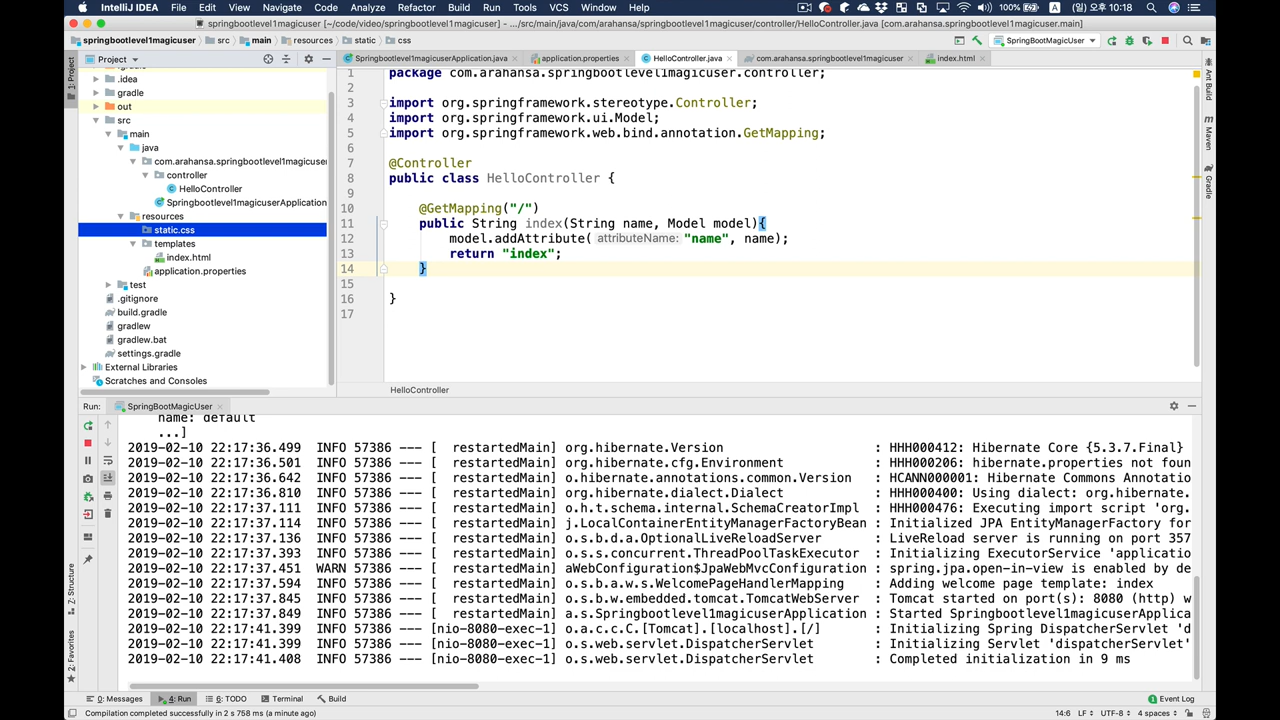 IntelliJ IDEA File Edit View Navigate Code Analyze Refactor Build Run Tools VCS Window Help 100% A 오후 10:18
springbootlevel1magicuser [~/code/video/springbootlevel1magicuser] - .../src/main/java/com/arahansa/springbootlevel1magicuser/controller/HelloController.java [com.arahansa.springbootlevel1magicuser.main]
springbootlevel1magicuser src main resources static css SpringBootMagicUser
Project
Springbootlevel1magicuserApplication.java application.properties HelloController.java com.arahansa.springbootlevel1magicuser index.html
1: Project
Ant Build
Maven
Gradle
.idea
gradle
out
src
main
java
com.arahansa.springbootlevel1magicuser
controller
HelloController
Springbootlevel1magicuserApplication
resources
static.css
templates
index.html
application.properties
test
.gitignore
build.gradle
gradlew
gradlew.bat
settings.gradle
External Libraries
Scratches and Consoles
1 package com.arahansa.springbootlevel1magicuser.controller;
2
3 import org.springframework.stereotype.Controller;
4 import org.springframework.ui.Model;
5 import org.springframework.web.bind.annotation.GetMapping;
6
7 @Controller
8 public class HelloController {
9
10 @GetMapping("/")
11 public String index(String name, Model model){
12 model.addAttribute( attributeName: "name", name);
13 return "index";
14 }
15
16 }
17
HelloController
Run: SpringBootMagicUser
name: default
...]
2019-02-10 22:17:36.499 INFO 57386 --- [ restartedMain] org.hibernate.Version : HHH000412: Hibernate Core {5.3.7.Final}
2019-02-10 22:17:36.501 INFO 57386 --- [ restartedMain] org.hibernate.cfg.Environment : HHH000206: hibernate.properties not foun
2019-02-10 22:17:36.642 INFO 57386 --- [ restartedMain] o.hibernate.annotations.common.Version : HCANN000001: Hibernate Commons Annotatio
2019-02-10 22:17:36.810 INFO 57386 --- [ restartedMain] org.hibernate.dialect.Dialect : HHH000400: Using dialect: org.hibernate.
2019-02-10 22:17:37.111 INFO 57386 --- [ restartedMain] o.h.t.schema.internal.SchemaCreatorImpl : HHH000476: Executing import script 'org.
2019-02-10 22:17:37.114 INFO 57386 --- [ restartedMain] j.LocalContainerEntityManagerFactoryBean : Initialized JPA EntityManagerFactory for
2019-02-10 22:17:37.136 INFO 57386 --- [ restartedMain] o.s.b.d.a.OptionalLiveReloadServer : LiveReload server is running on port 357
2019-02-10 22:17:37.393 INFO 57386 --- [ restartedMain] o.s.s.concurrent.ThreadPoolTaskExecutor : Initializing ExecutorService 'applicatio
2019-02-10 22:17:37.451 WARN 57386 --- [ restartedMain] aWebConfiguration$JpaWebMvcConfiguration : spring.jpa.open-in-view is enabled by de
2019-02-10 22:17:37.594 INFO 57386 --- [ restartedMain] o.s.b.a.w.s.WelcomePageHandlerMapping : Adding welcome page template: index
2019-02-10 22:17:37.845 INFO 57386 --- [ restartedMain] o.s.b.w.embedded.tomcat.TomcatWebServer : Tomcat started on port(s): 8080 (http) w
2019-02-10 22:17:37.849 INFO 57386 --- [ restartedMain] a.s.Springbootlevel1magicuserApplication : Started Springbootlevel1magicuserApplica
2019-02-10 22:17:41.399 INFO 57386 --- [nio-8080-exec-1] o.a.c.c.C.[Tomcat].[localhost].[/] : Initializing Spring DispatcherServlet 'd
2019-02-10 22:17:41.399 INFO 57386 --- [nio-8080-exec-1] o.s.web.servlet.DispatcherServlet : Initializing Servlet 'dispatcherServlet'
2019-02-10 22:17:41.408 INFO 57386 --- [nio-8080-exec-1] o.s.web.servlet.DispatcherServlet : Completed initialization in 9 ms
7: Structure
2: Favorites
0: Messages 4: Run 6: TODO Terminal Build Event Log
Compilation completed successfully in 2 s 758 ms (a minute ago) 14:6 LF UTF-8 4 spaces